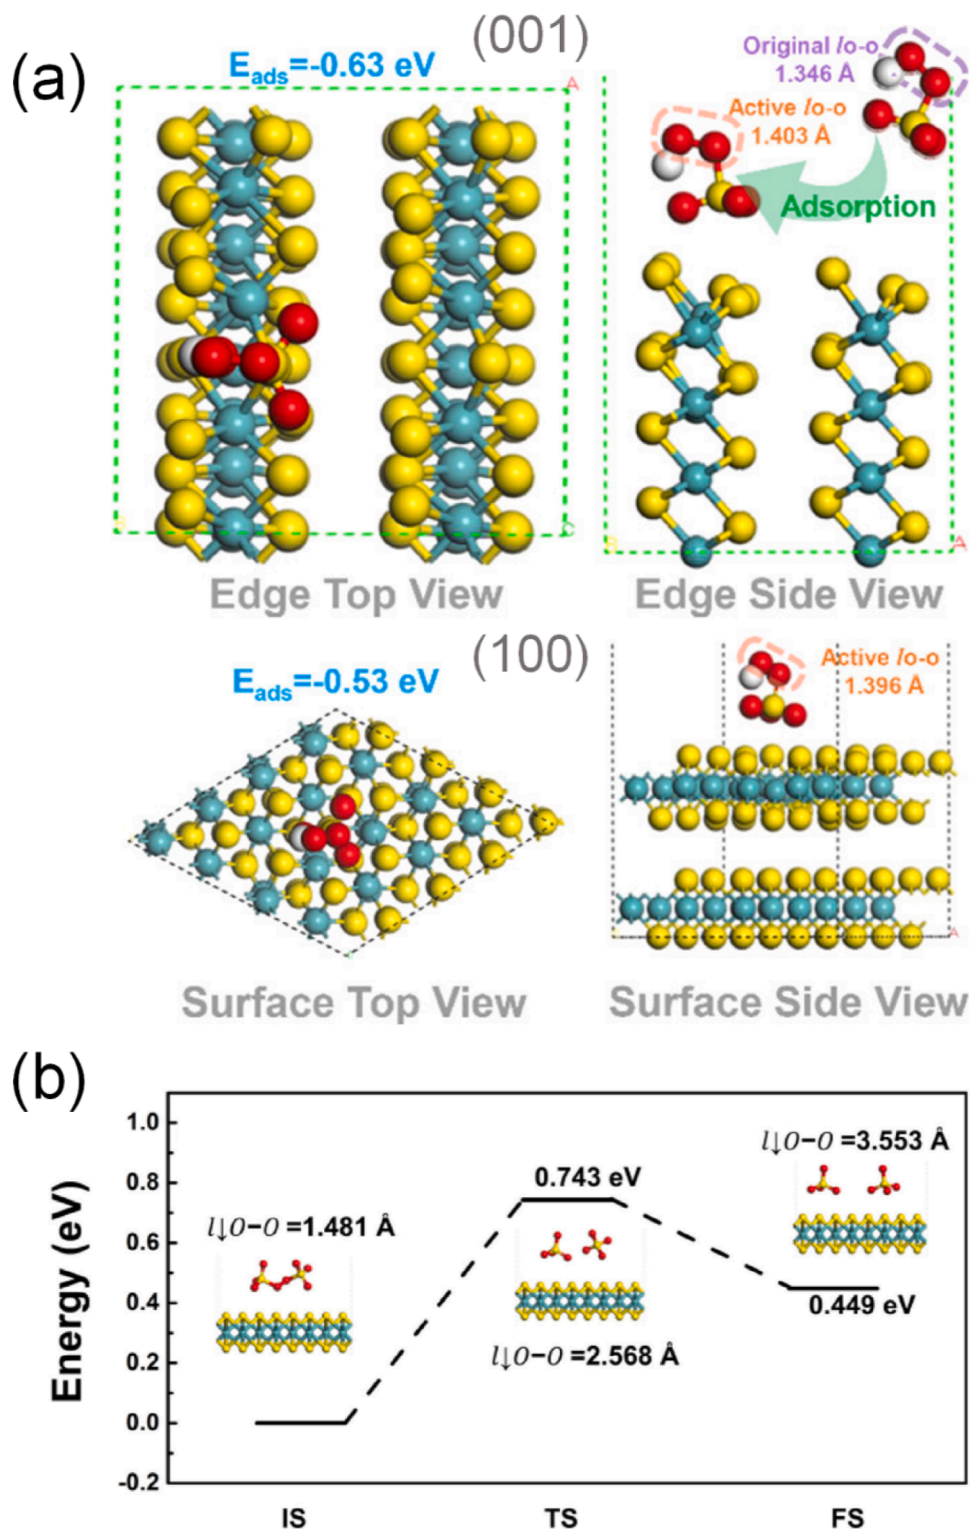 (a)
(001)
E_ads=-0.63 eV
A
B
C
Edge Top View
Original lo-o
1.346 Å
Active lo-o
1.403 Å
Adsorption
B
A
Edge Side View
(100)
E_ads=-0.53 eV
Surface Top View
Active lo-o
1.396 Å
A
Surface Side View
(b)
Energy (eV)
1.0
0.8
0.6
0.4
0.2
0.0
-0.2
l↓O−O =1.481 Å
0.743 eV
l↓O−O =2.568 Å
l↓O−O =3.553 Å
0.449 eV
IS
TS
FS